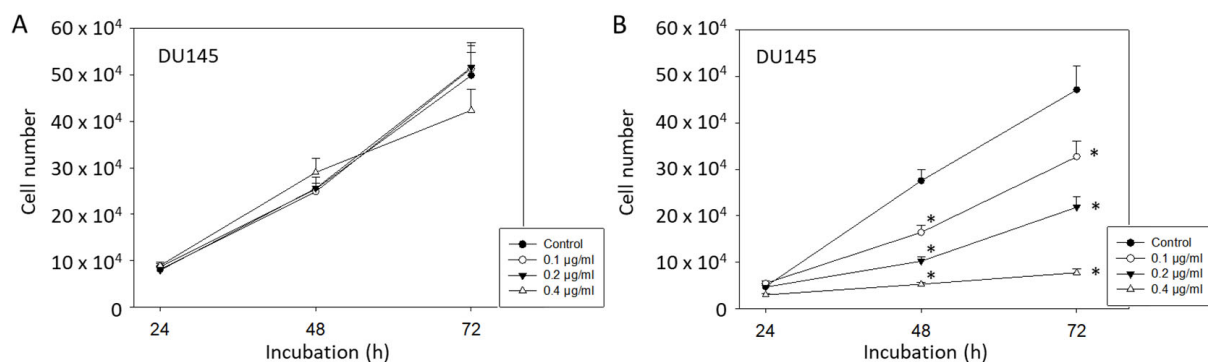 A
DU145
Cell number
60 x 10⁴
50 x 10⁴
40 x 10⁴
30 x 10⁴
20 x 10⁴
10 x 10⁴
0
24
48
72
Incubation (h)
Control
0.1 µg/ml
0.2 µg/ml
0.4 µg/ml
B
DU145
Cell number
60 x 10⁴
50 x 10⁴
40 x 10⁴
30 x 10⁴
20 x 10⁴
10 x 10⁴
0
*
*
*
*
*
*
24
48
72
Incubation (h)
Control
0.1 µg/ml
0.2 µg/ml
0.4 µg/ml